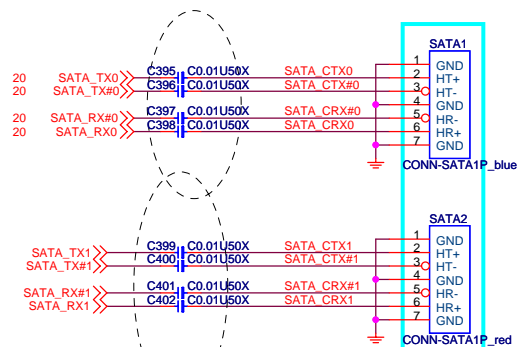 SATA1
20 SATA_TX0 C395 C0.01U50X SATA_CTX0 1 GND
20 SATA_TX#0 C396 C0.01U50X SATA_CTX#0 2 HT+
3 HT-
4 GND
20 SATA_RX#0 C397 C0.01U50X SATA_CRX#0 5 HR-
20 SATA_RX0 C398 C0.01U50X SATA_CRX0 6 HR+
7 GND
CONN-SATA1P_blue
SATA2
SATA_TX1 C399 C0.01U50X SATA_CTX1 1 GND
SATA_TX#1 C400 C0.01U50X SATA_CTX#1 2 HT+
3 HT-
4 GND
SATA_RX#1 C401 C0.01U50X SATA_CRX#1 5 HR-
SATA_RX1 C402 C0.01U50X SATA_CRX1 6 HR+
7 GND
CONN-SATA1P_red